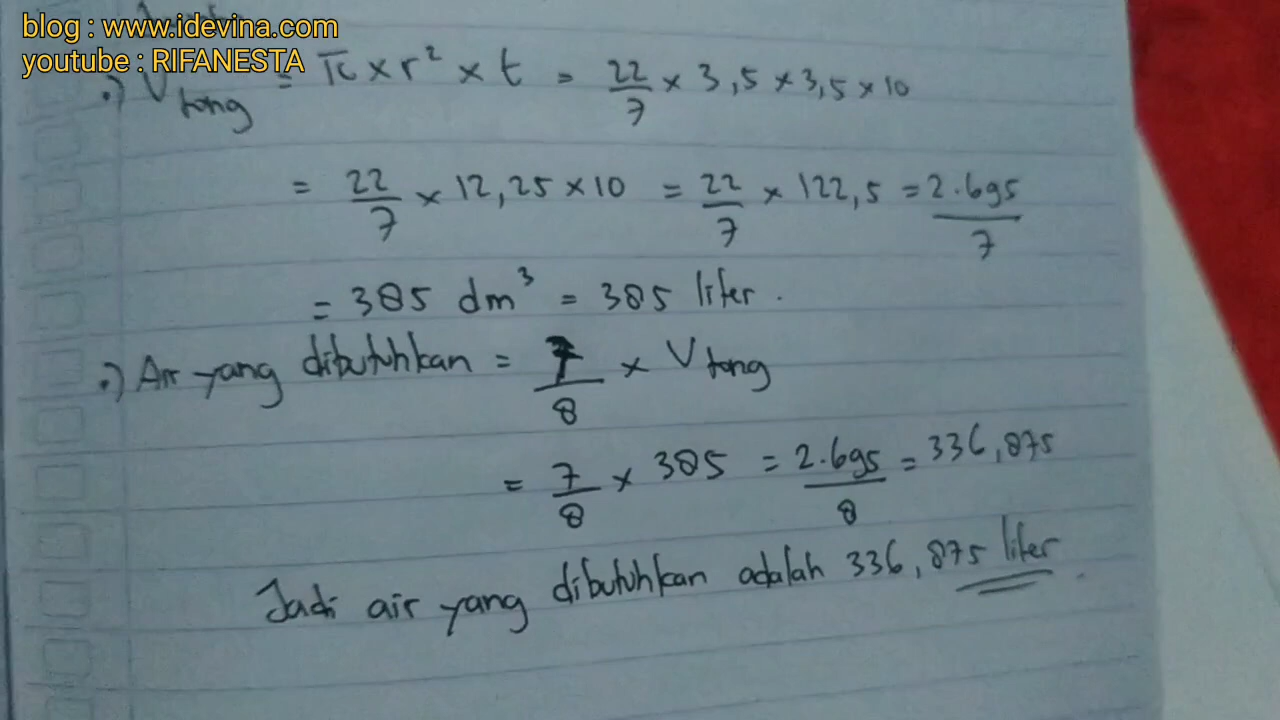 blog : www.idevina.com
youtube : RIFANESTA
•) V tong = π x r² x t = 22/7 x 3,5 x 3,5 x 10
= 22/7 x 12,25 x 10 = 22/7 x 122,5 = 2.695/7
= 385 dm³ = 385 liter.
•) Air yang dibutuhkan = 7/8 x V tong
= 7/8 x 385 = 2.695/8 = 336,875
Jadi air yang dibutuhkan adalah 336,875 liter.